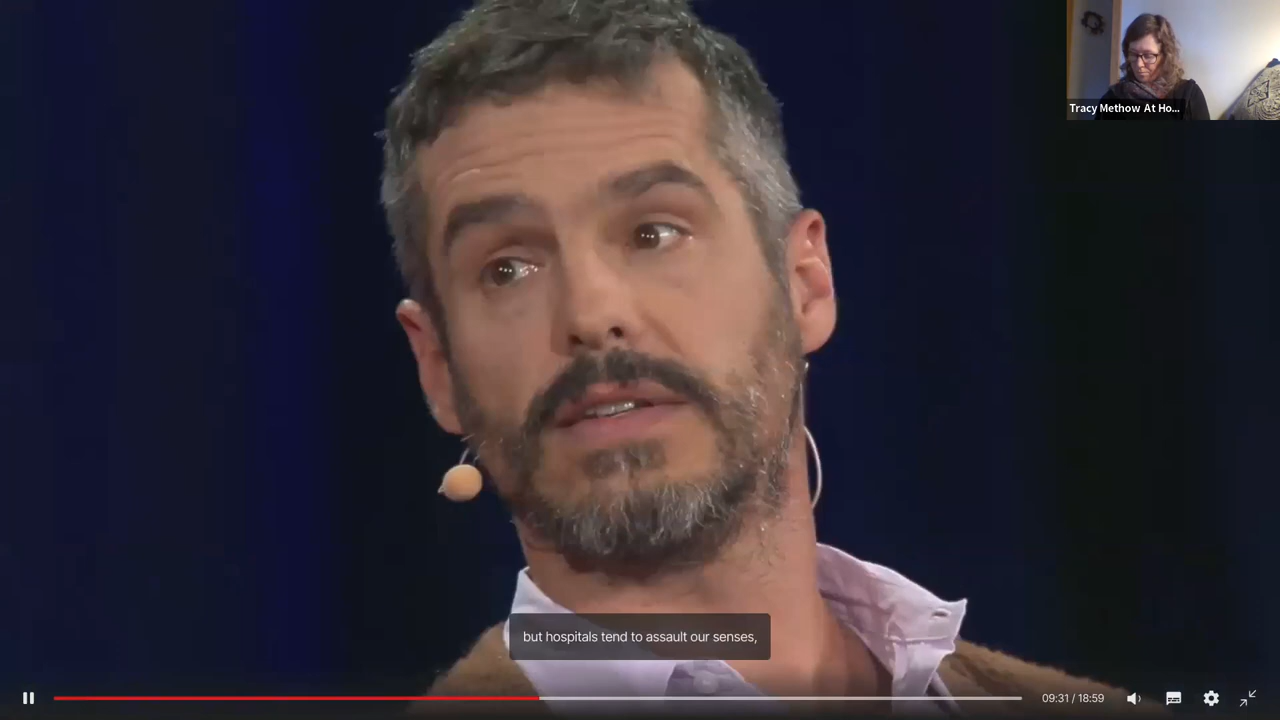 Tracy Methow At Ho...
but hospitals tend to assault our senses,
09:31 / 18:59